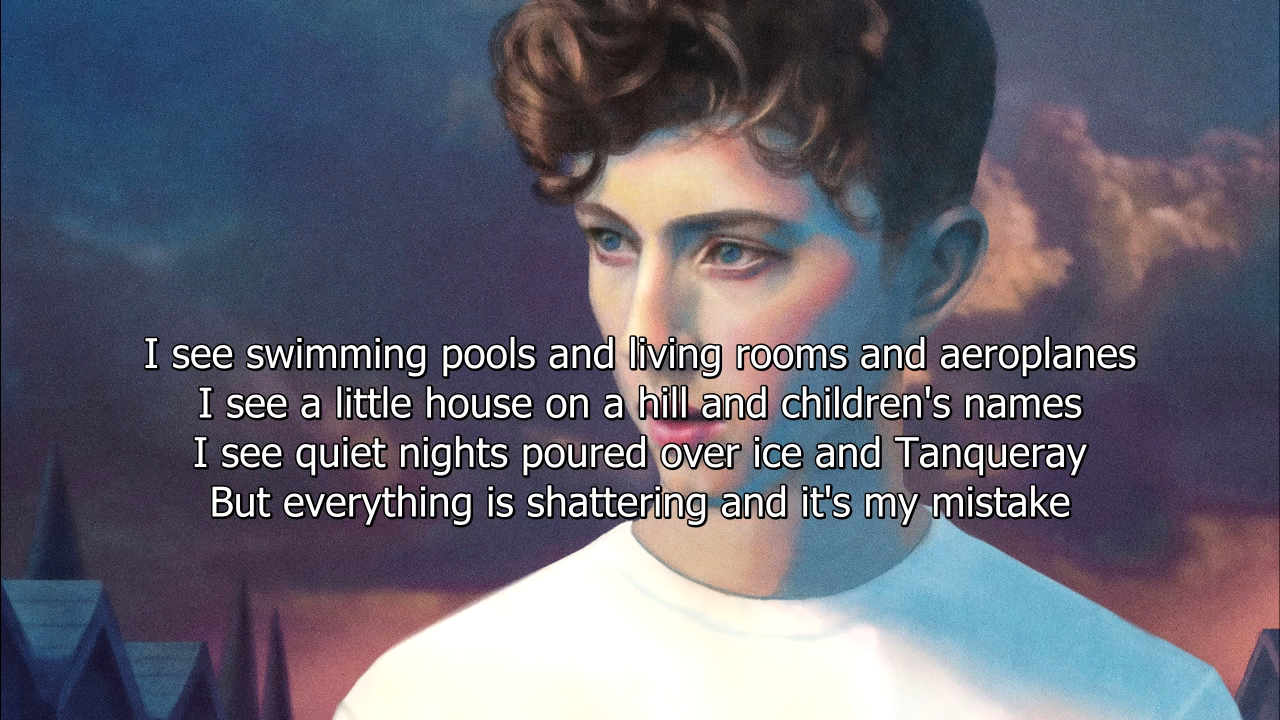 I see swimming pools and living rooms and aeroplanes
I see a little house on a hill and children's names
I see quiet nights poured over ice and Tanqueray
But everything is shattering and it's my mistake